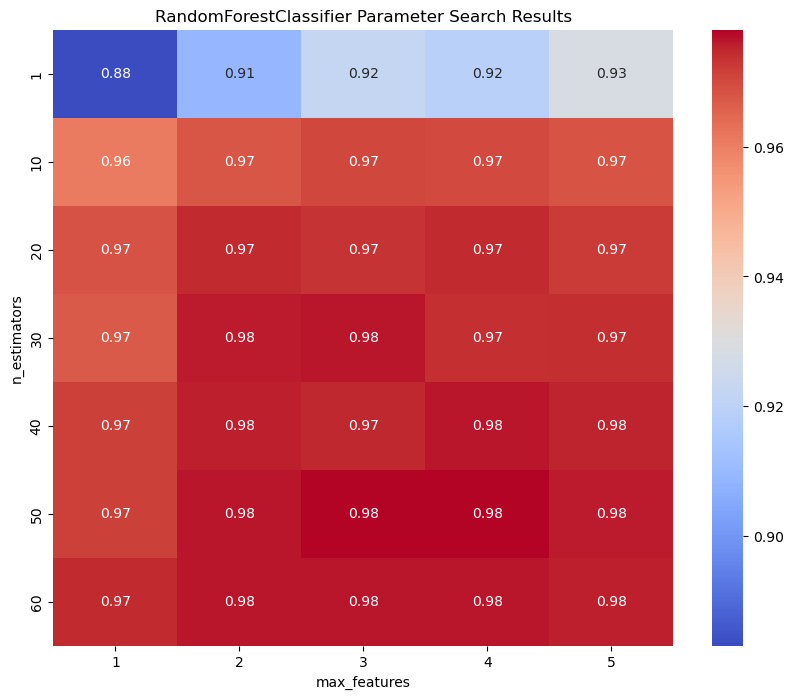 RandomForestClassifier Parameter Search Results
1 0.88 0.91 0.92 0.92 0.93
10 0.96 0.97 0.97 0.97 0.97
20 0.97 0.97 0.97 0.97 0.97
30 0.97 0.98 0.98 0.97 0.97
40 0.97 0.98 0.97 0.98 0.98
50 0.97 0.98 0.98 0.98 0.98
60 0.97 0.98 0.98 0.98 0.98
n_estimators
1 2 3 4 5
max_features
0.96
0.94
0.92
0.90